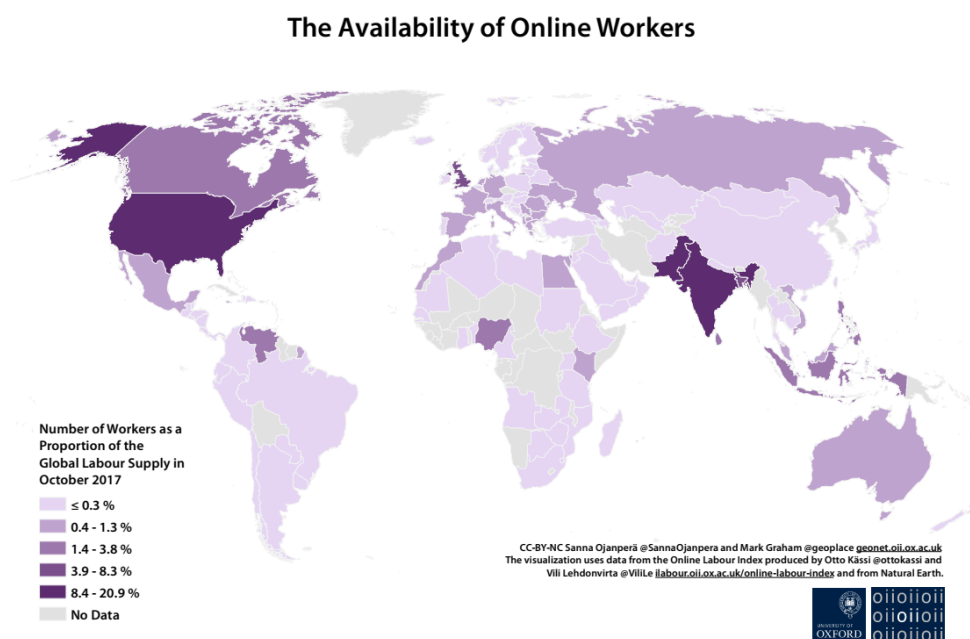 The Availability of Online Workers
Number of Workers as a
Proportion of the
Global Labour Supply in
October 2017
≤ 0.3 %
0.4 - 1.3 %
1.4 - 3.8 %
3.9 - 8.3 %
8.4 - 20.9 %
No Data
CC-BY-NC Sanna Ojanperä @SannaOjanpera and Mark Graham @geoplace geonet.oii.ox.ac.uk
The visualization uses data from the Online Labour Index produced by Otto Kässi @ottokassi and
Vili Lehdonvirta @ViliLe ilabour.oii.ox.ac.uk/online-labour-index and from Natural Earth.
UNIVERSITY OF
OXFORD
oiioiioii
oiioiioii
oiioiioii